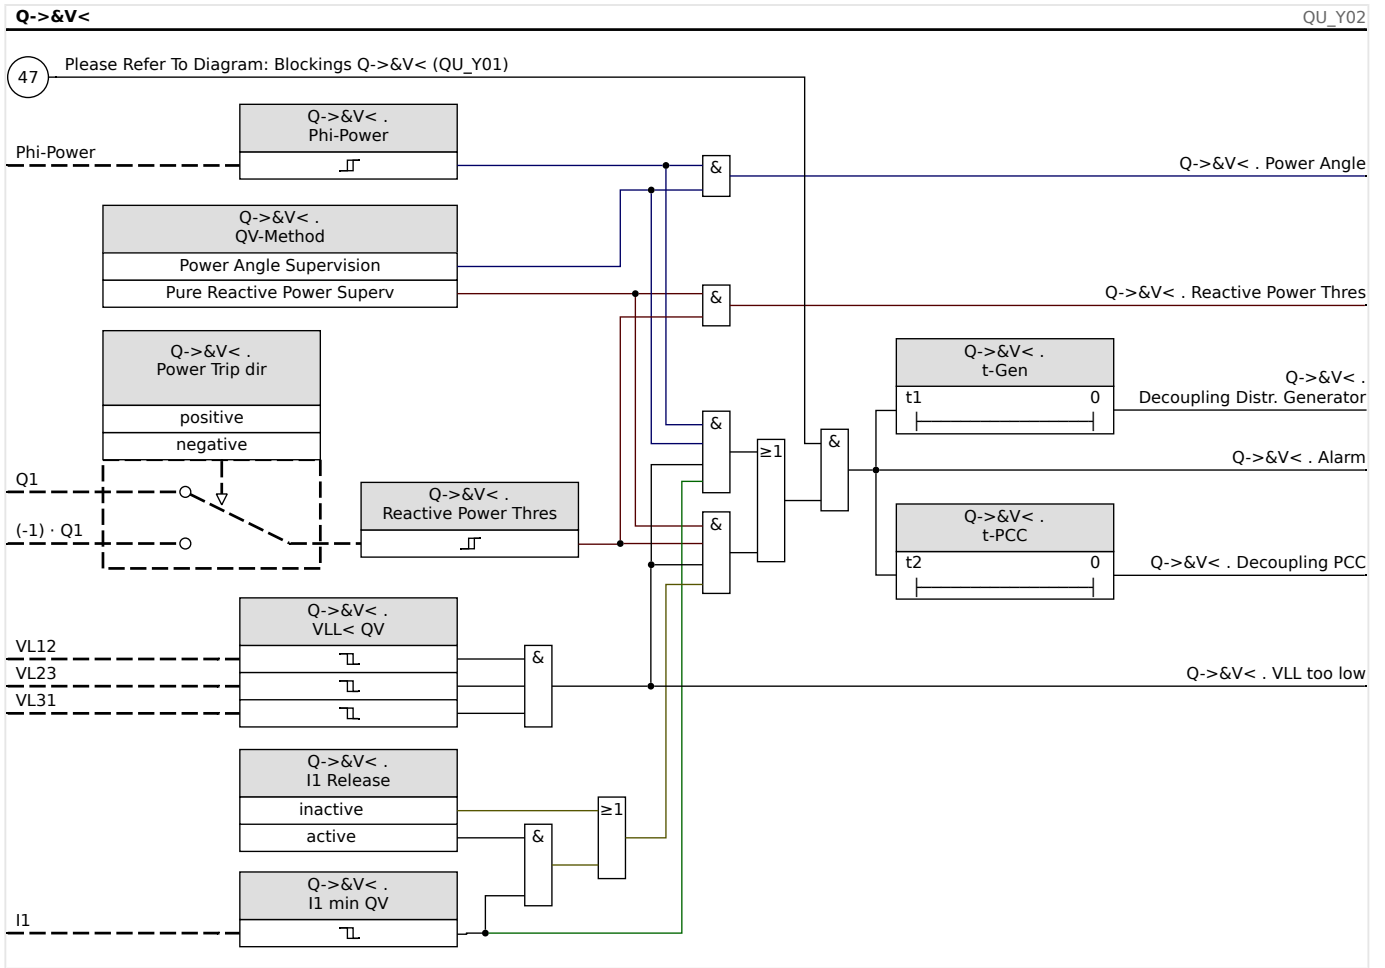 Q->&V<
QU_Y02
47
Please Refer To Diagram: Blockings Q->&V< (QU_Y01)
Q->&V< .
Phi-Power
Phi-Power
&
Q->&V< . Power Angle
Q->&V< .
QV-Method
Power Angle Supervision
Pure Reactive Power Superv
&
Q->&V< . Reactive Power Thres
Q->&V< .
Power Trip dir
positive
negative
Q->&V< .
t-Gen
t1
0
Q->&V< .
Decoupling Distr. Generator
&
≥1
&
Q->&V< . Alarm
Q1
(-1) · Q1
Q->&V< .
Reactive Power Thres
&
Q->&V< .
t-PCC
t2
0
Q->&V< . Decoupling PCC
Q->&V< .
VLL< QV
VL12
VL23
VL31
&
Q->&V< . VLL too low
Q->&V< .
I1 Release
inactive
active
≥1
&
Q->&V< .
I1 min QV
I1